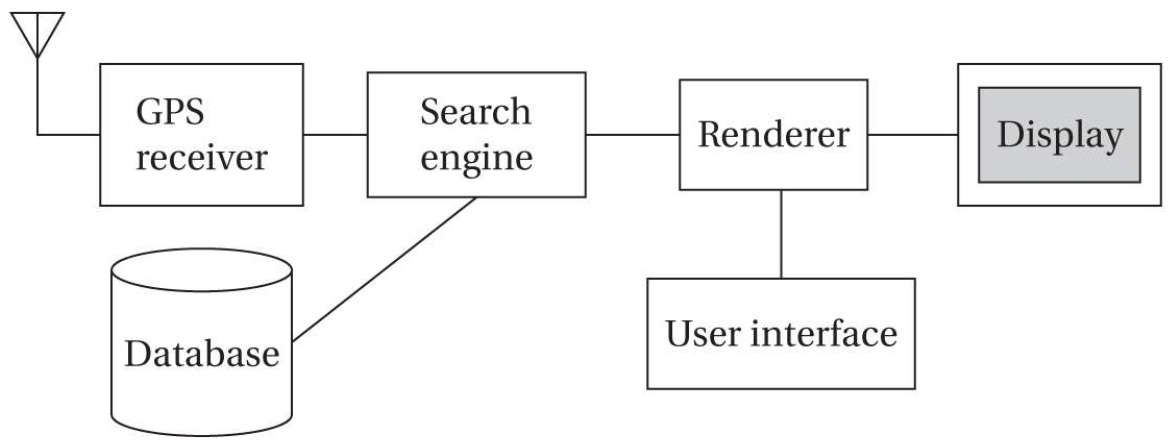 GPS
receiver
Search
engine
Renderer
Display
Database
User interface